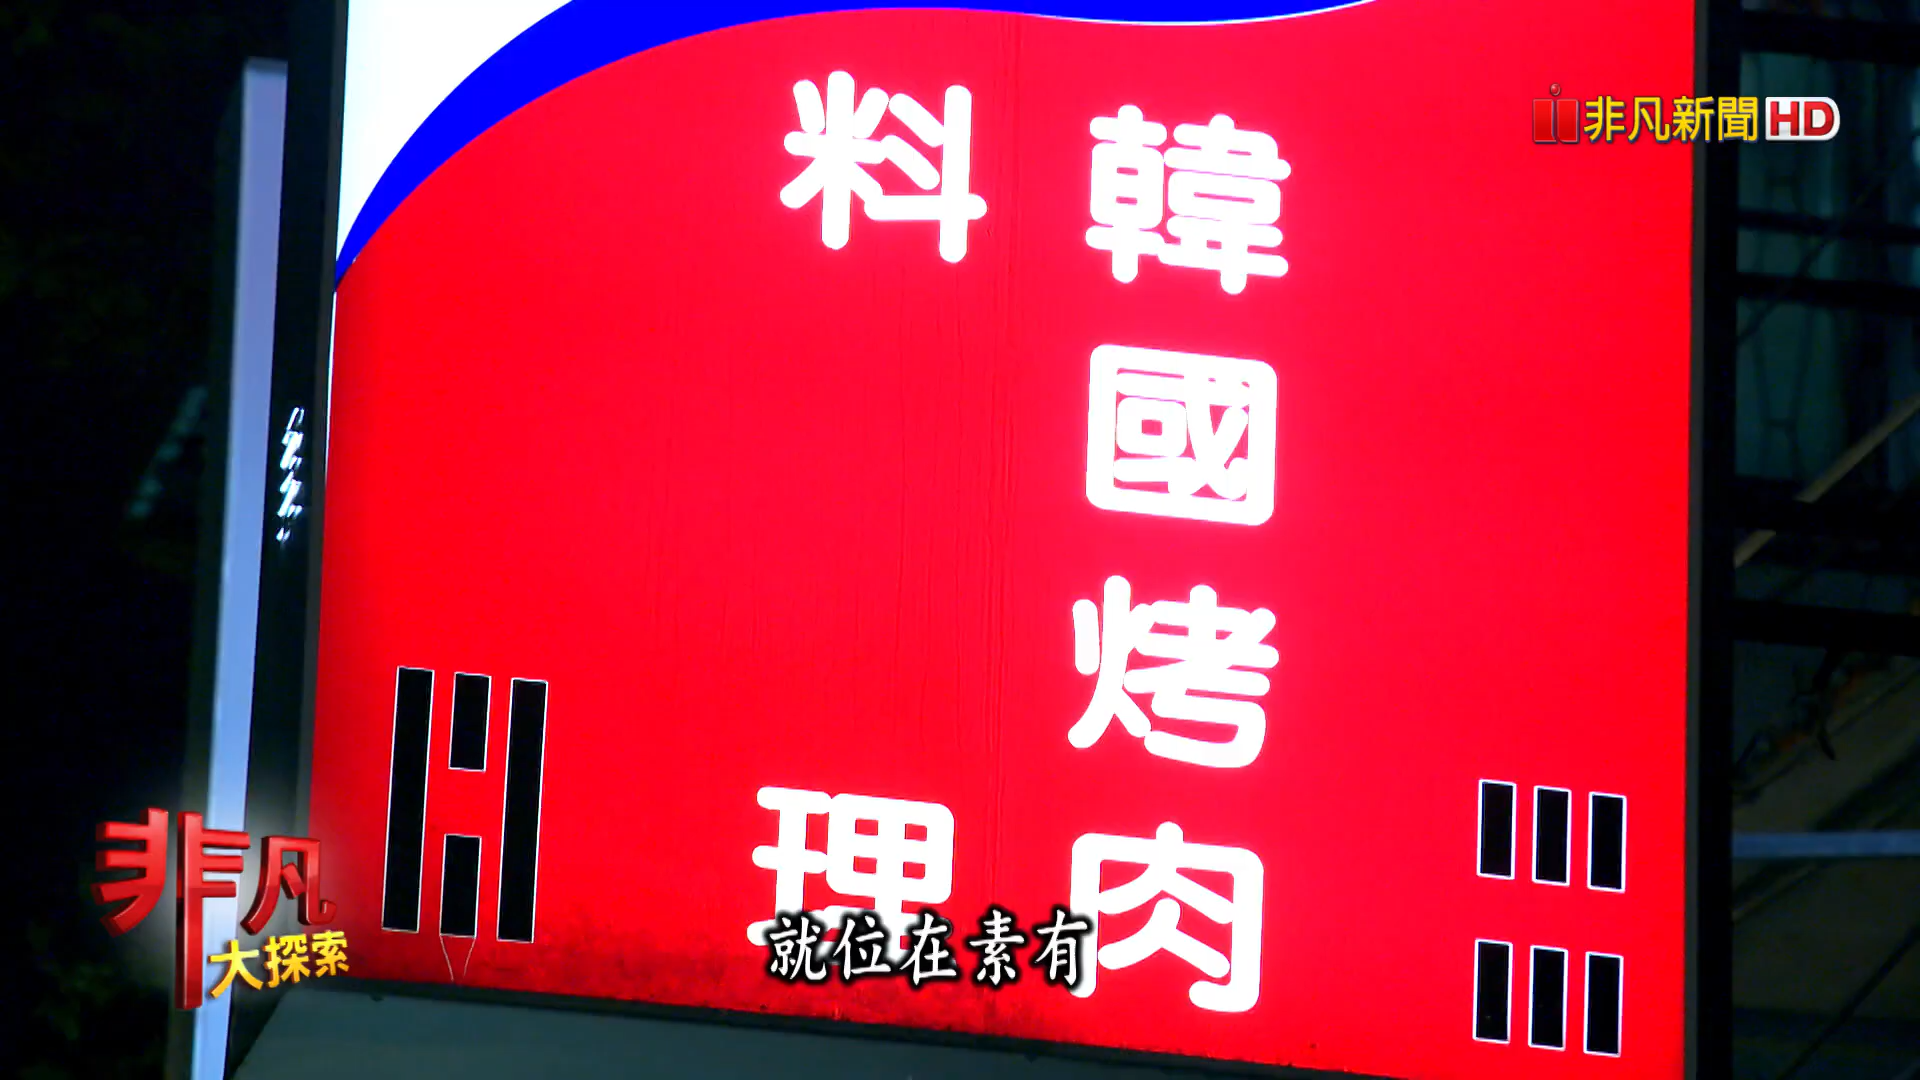 韓國烤肉
料理
非凡新聞HD
非凡
大探索
就位在素有